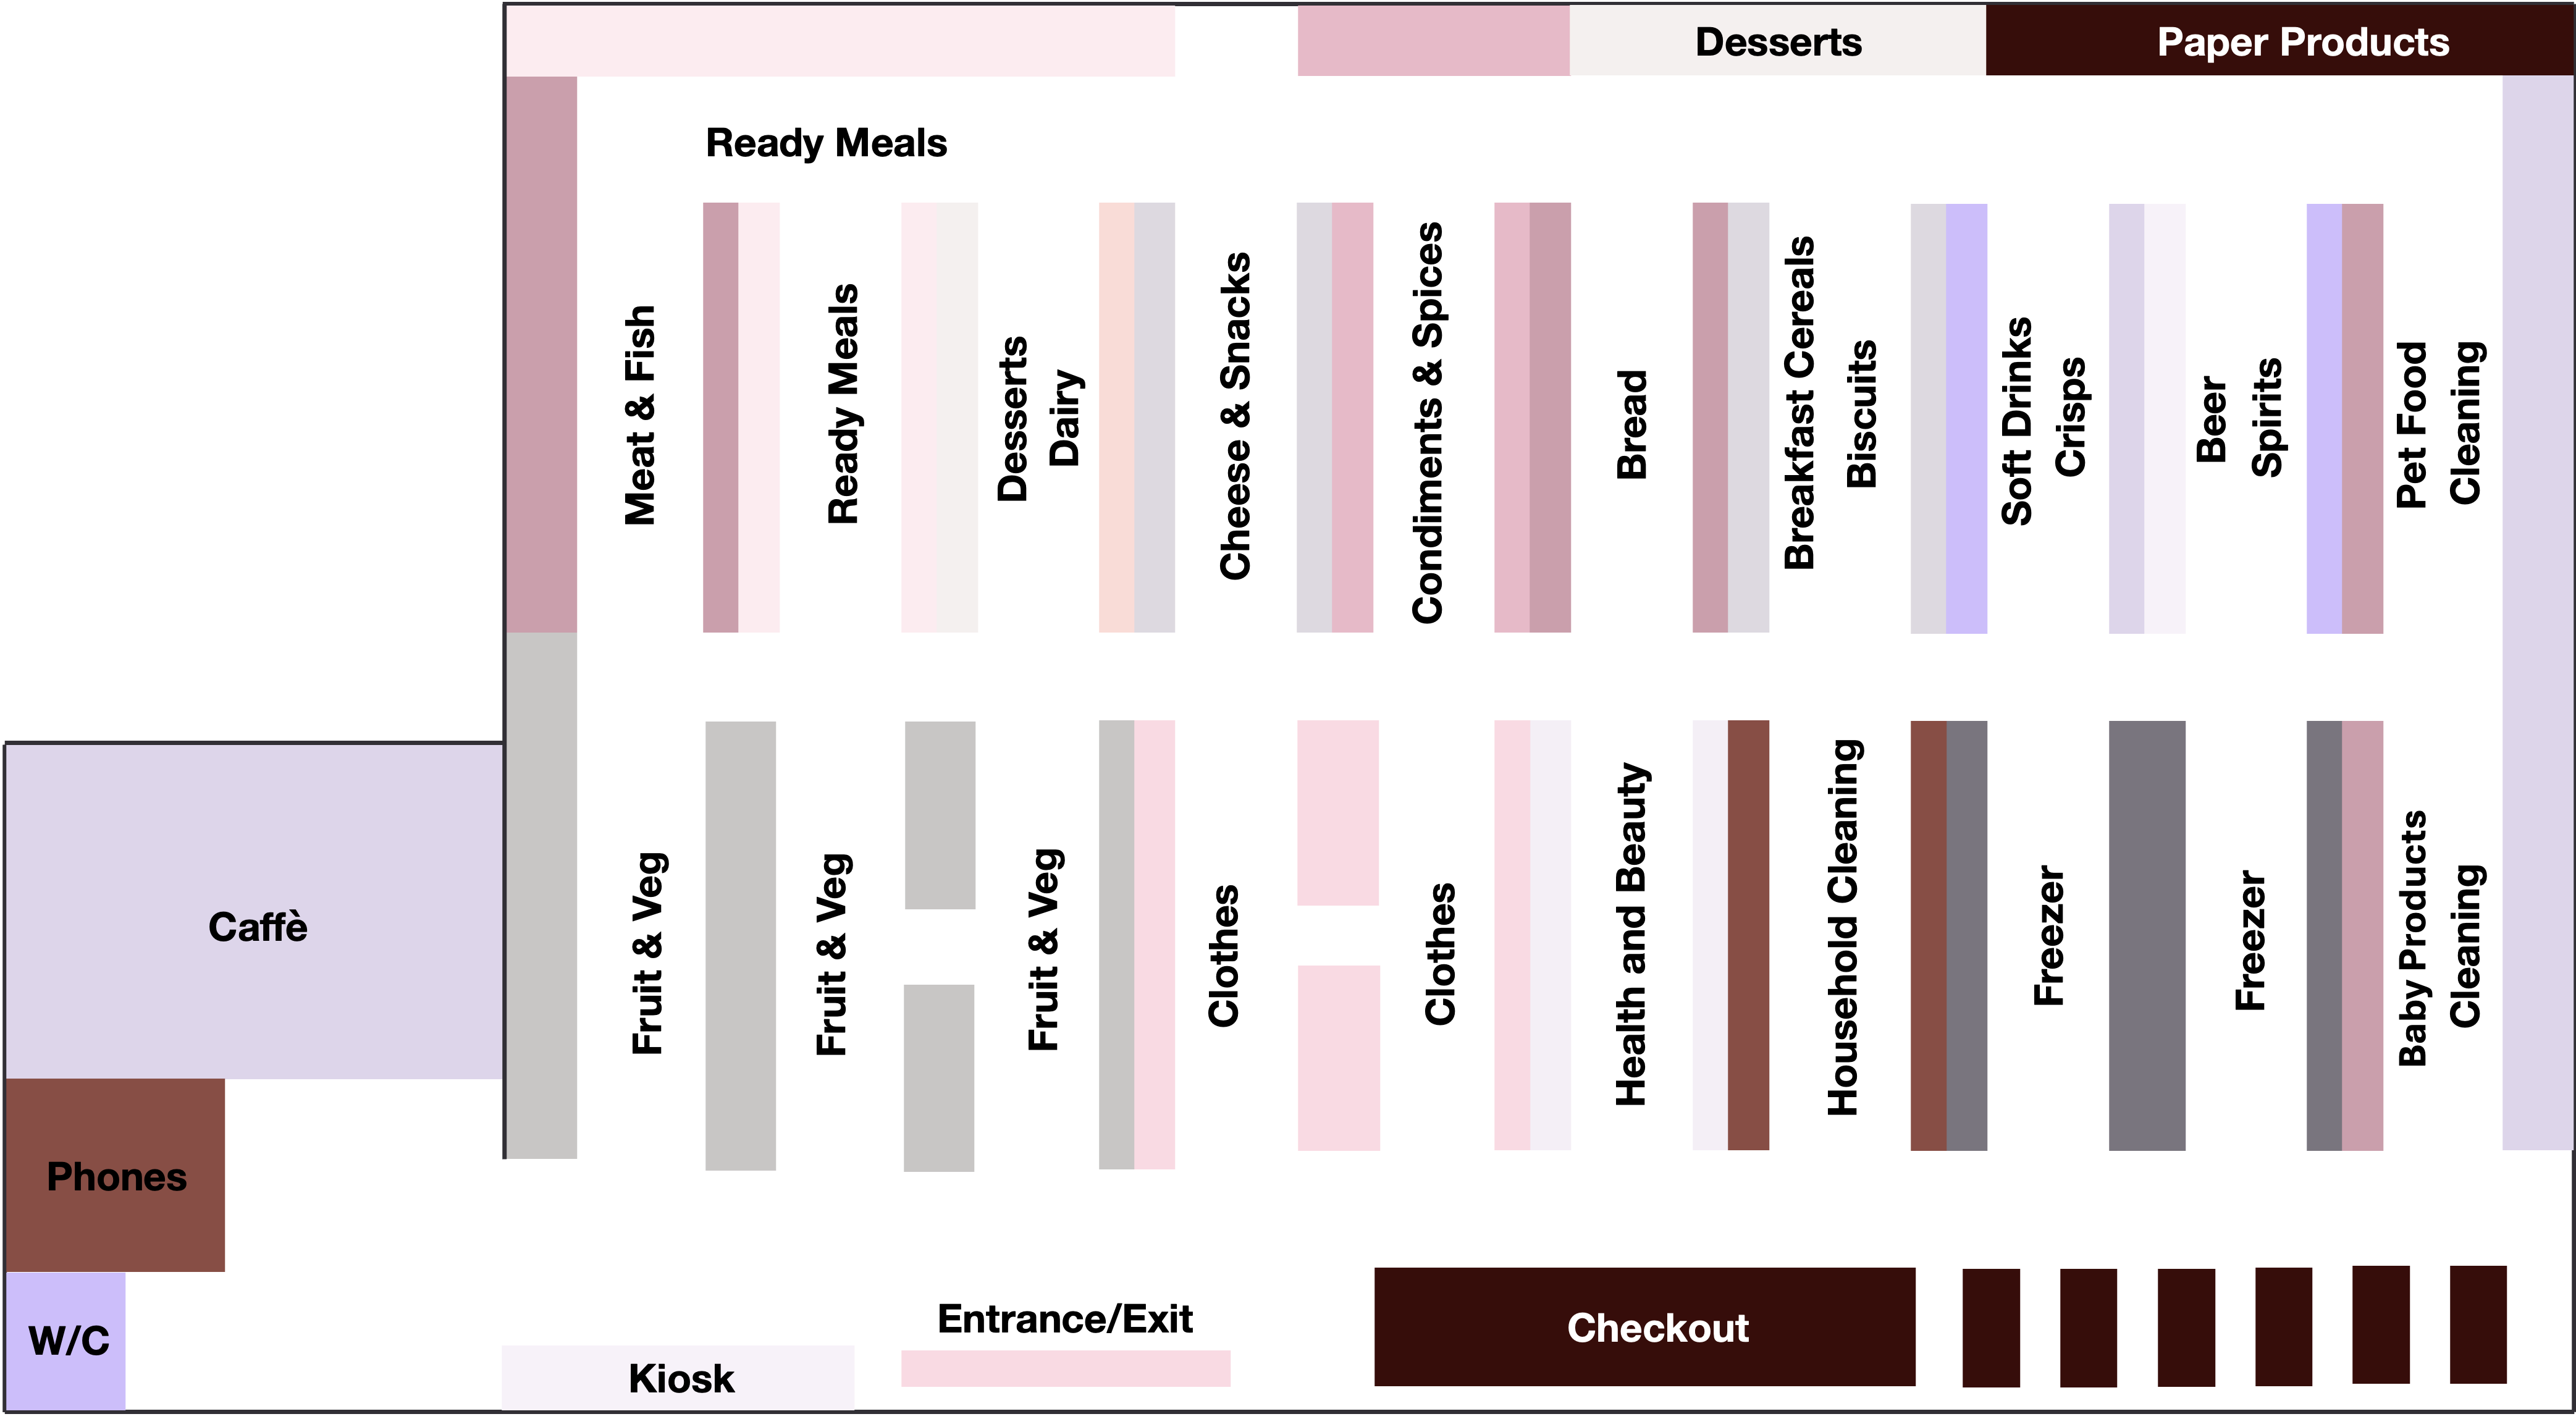 Desserts
Paper Products
Ready Meals
Meat & Fish
Ready Meals
Desserts
Dairy
Cheese & Snacks
Condiments & Spices
Bread
Breakfast Cereals
Biscuits
Soft Drinks
Crisps
Beer
Spirits
Pet Food
Cleaning
Caffè
Fruit & Veg
Fruit & Veg
Fruit & Veg
Clothes
Clothes
Health and Beauty
Household Cleaning
Freezer
Freezer
Baby Products
Cleaning
Phones
W/C
Kiosk
Entrance/Exit
Checkout